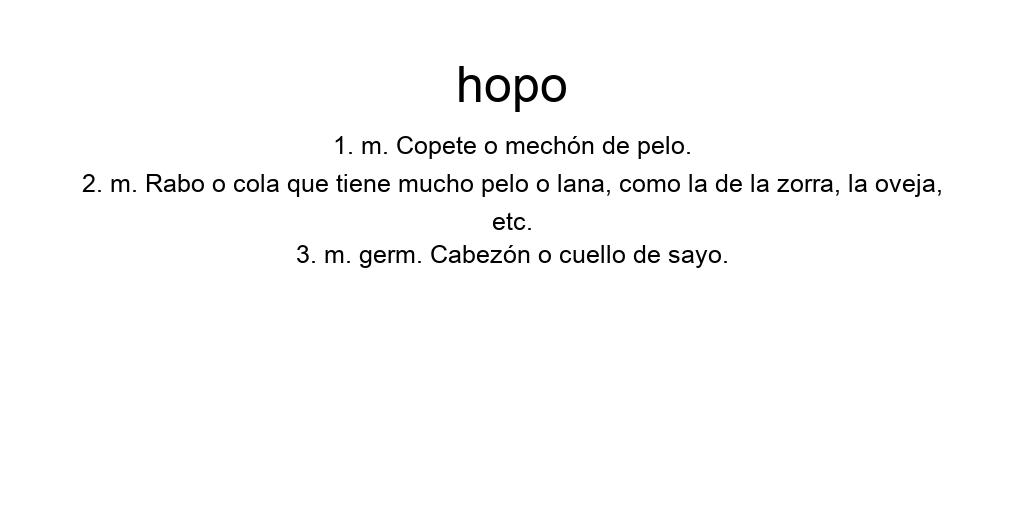 hopo
1. m. Copete o mechón de pelo.
2. m. Rabo o cola que tiene mucho pelo o lana, como la de la zorra, la oveja,
etc.
3. m. germ. Cabezón o cuello de sayo.